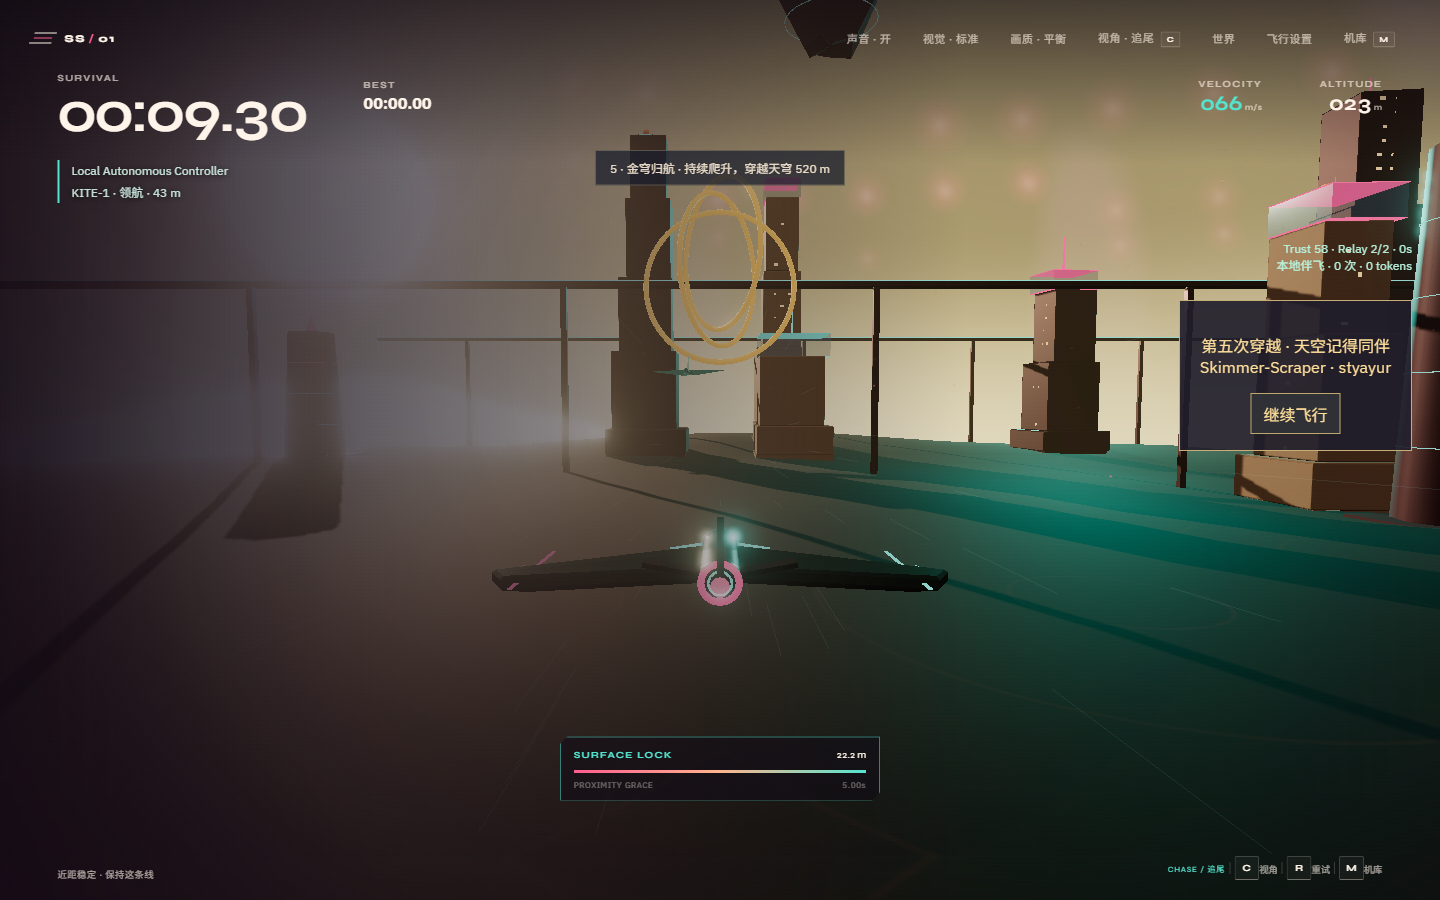 SS / 01
声音 · 开
视觉 · 标准
画质 · 平衡
视角 · 追尾 C
世界
飞行设置
机库 M
SURVIVAL
00:09.30
BEST
00:00.00
VELOCITY
066 m/s
ALTITUDE
023 m
Local Autonomous Controller
KITE-1 · 领航 · 43 m
5 · 金穹归航 · 持续爬升，穿越天穹 520 m
Trust 58 · Relay 2/2 · 0s
本地伴飞 · 0 次 · 0 tokens
第五次穿越 · 天空记得同伴
Skimmer-Scraper · styayur
继续飞行
SURFACE LOCK 22.2 m
PROXIMITY GRACE 5.00s
近距稳定 · 保持这条线
CHASE / 追尾 C 视角 R 重试 M 机库